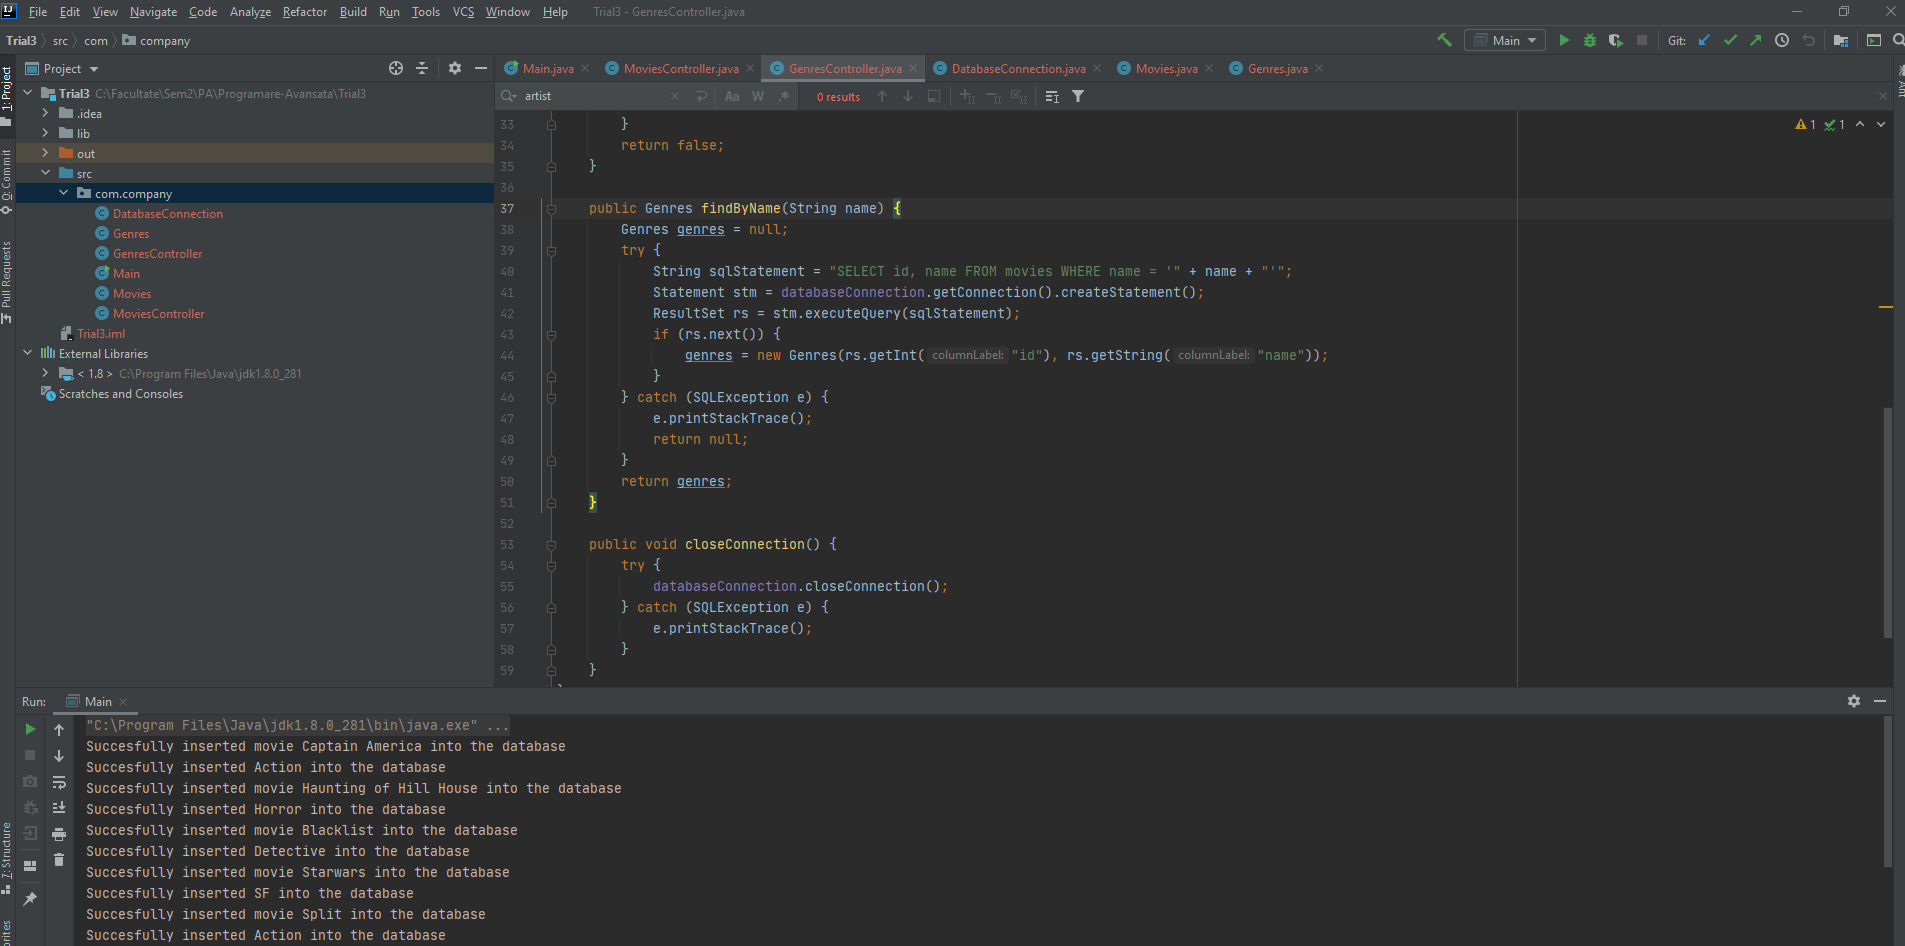 File Edit View Navigate Code Analyze Refactor Build Run Tools VCS Window Help Trial3 - GenresController.java
Trial3 src com company
Main Git:
Project
Main.java MoviesController.java GenresController.java DatabaseConnection.java Movies.java Genres.java
artist Aa W .* 0 results
1: Project
0: Commit
Pull Requests
7: Structure
Ant
Trial3 C:\Facultate\Sem2\PA\Programare-Avansata\Trial3
.idea
lib
out
src
com.company
DatabaseConnection
Genres
GenresController
Main
Movies
MoviesController
Trial3.iml
External Libraries
< 1.8 > C:\Program Files\Java\jdk1.8.0_281
Scratches and Consoles
1 1
33 }
34 return false;
35 }
36
37 public Genres findByName(String name) {
38 Genres genres = null;
39 try {
40 String sqlStatement = "SELECT id, name FROM movies WHERE name = '" + name + "'";
41 Statement stm = databaseConnection.getConnection().createStatement();
42 ResultSet rs = stm.executeQuery(sqlStatement);
43 if (rs.next()) {
44 genres = new Genres(rs.getInt( columnLabel: "id"), rs.getString( columnLabel: "name"));
45 }
46 } catch (SQLException e) {
47 e.printStackTrace();
48 return null;
49 }
50 return genres;
51 }
52
53 public void closeConnection() {
54 try {
55 databaseConnection.closeConnection();
56 } catch (SQLException e) {
57 e.printStackTrace();
58 }
59 }
Run: Main
"C:\Program Files\Java\jdk1.8.0_281\bin\java.exe" ...
Succesfully inserted movie Captain America into the database
Succesfully inserted Action into the database
Succesfully inserted movie Haunting of Hill House into the database
Succesfully inserted Horror into the database
Succesfully inserted movie Blacklist into the database
Succesfully inserted Detective into the database
Succesfully inserted movie Starwars into the database
Succesfully inserted SF into the database
Succesfully inserted movie Split into the database
Succesfully inserted Action into the database